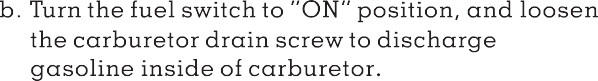 b. Turn the fuel switch to "ON" position, and loosen
the carburetor drain screw to discharge
gasoline inside of carburetor.